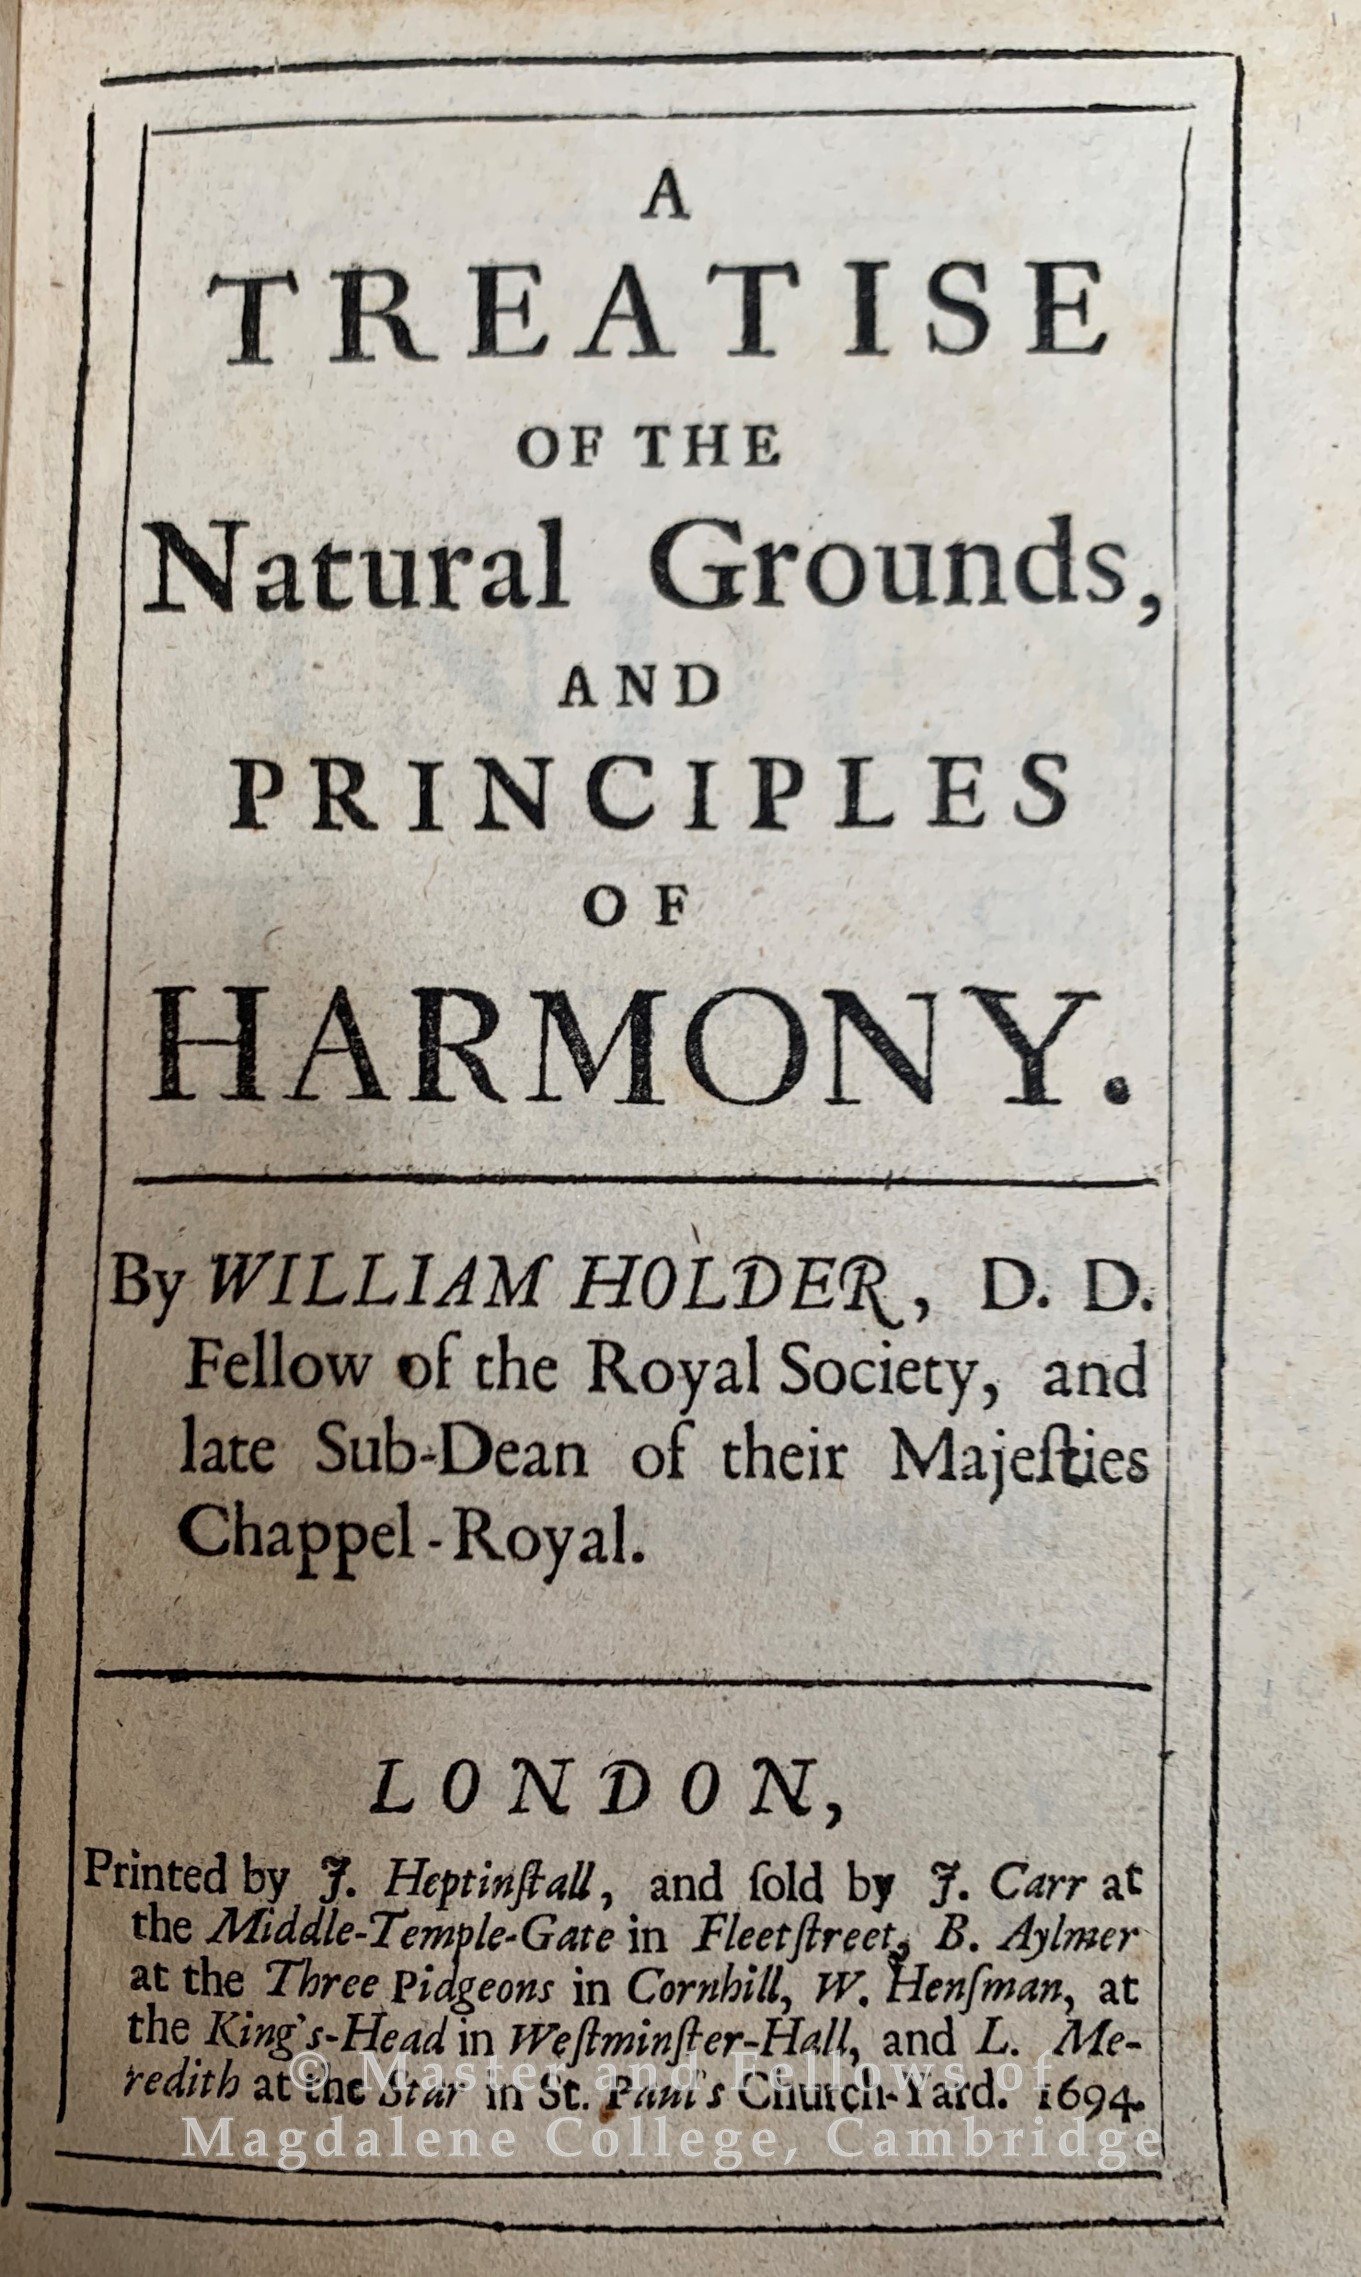 A
TREATISE
OF THE
Natural Grounds,
AND
PRINCIPLES
OF
HARMONY.
By WILLIAM HOLDER, D. D.
Fellow of the Royal Society, and
late Sub-Dean of their Majeſties
Chappel-Royal.
LONDON,
Printed by J. Heptinſtall, and ſold by J. Carr at
the Middle-Temple-Gate in Fleetſtreet, B. Aylmer
at the Three Pidgeons in Cornhill, W. Henſman, at
the King's-Head in Weſtminſter-Hall, and L. Me-
redith at the Star in St. Paul's Church-Yard. 1694.
© Master and Fellows of
Magdalene College, Cambridge